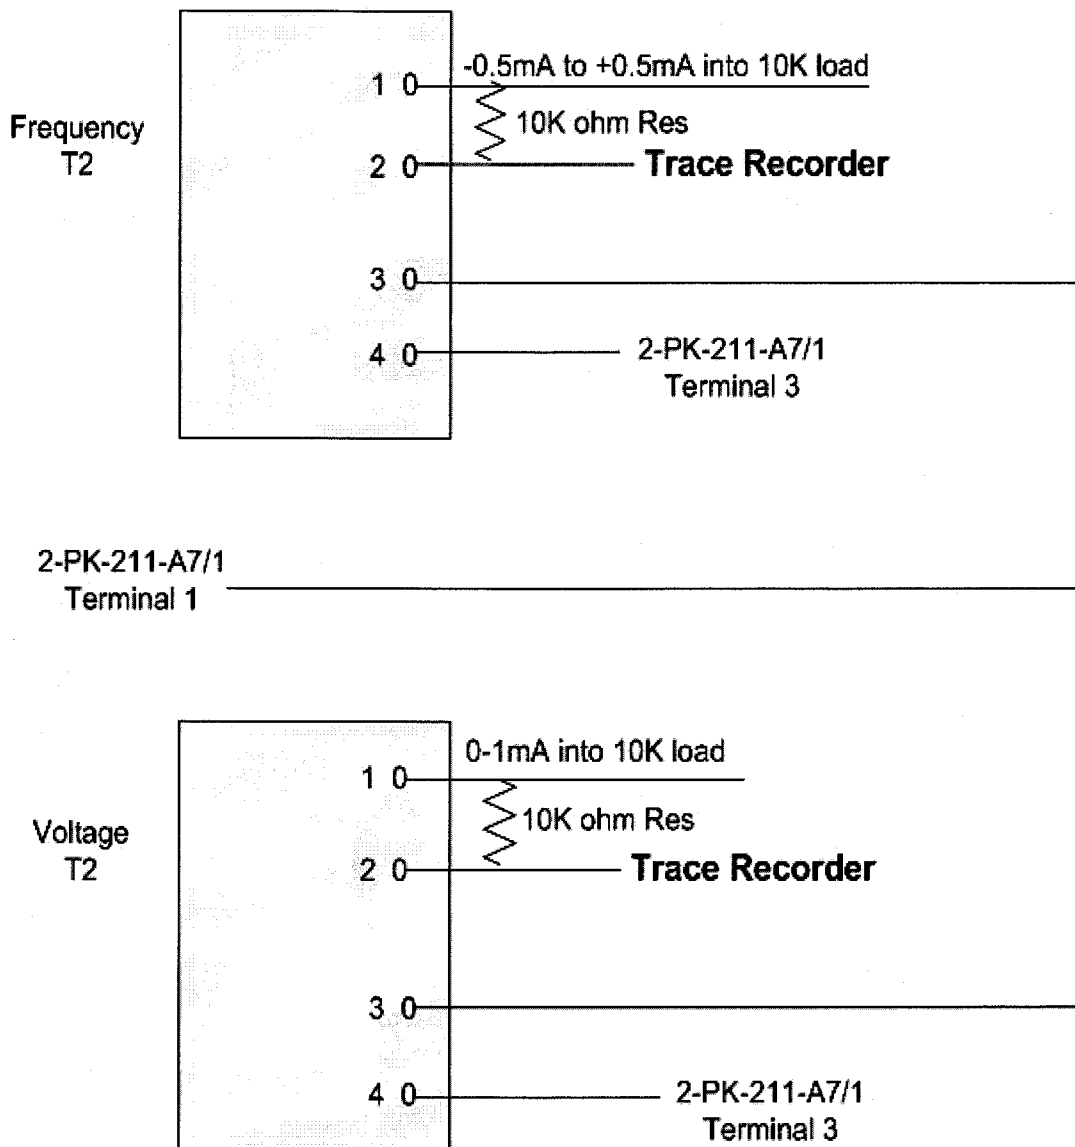 -0.5mA to +0.5mA into 10K load
1 0
10K ohm Res
Frequency
T2
2 0 Trace Recorder
3 0
4 0 2-PK-211-A7/1
Terminal 3
2-PK-211-A7/1
Terminal 1
0-1mA into 10K load
1 0
10K ohm Res
Voltage
T2
2 0 Trace Recorder
3 0
4 0 2-PK-211-A7/1
Terminal 3